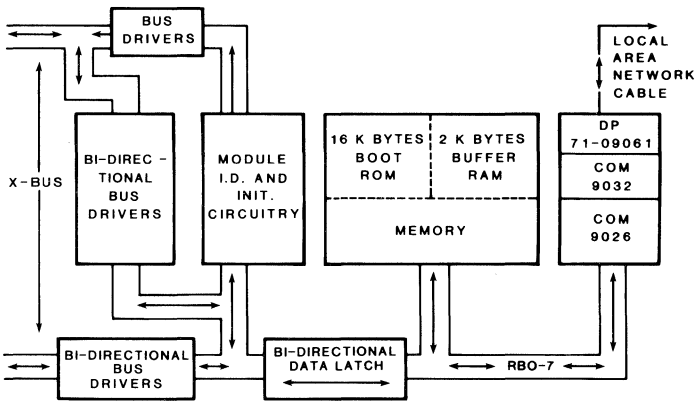 BUS
DRIVERS
LOCAL
AREA
NETWORK
CABLE
X-BUS
BI-DIREC -
TIONAL
BUS
DRIVERS
MODULE
I.D. AND
INIT.
CIRCUITRY
16 K BYTES
BOOT
ROM
2 K BYTES
BUFFER
RAM
MEMORY
DP
71-09061
COM
9032
COM
9026
BI-DIRECTIONAL
BUS
DRIVERS
BI-DIRECTIONAL
DATA LATCH
RBO-7